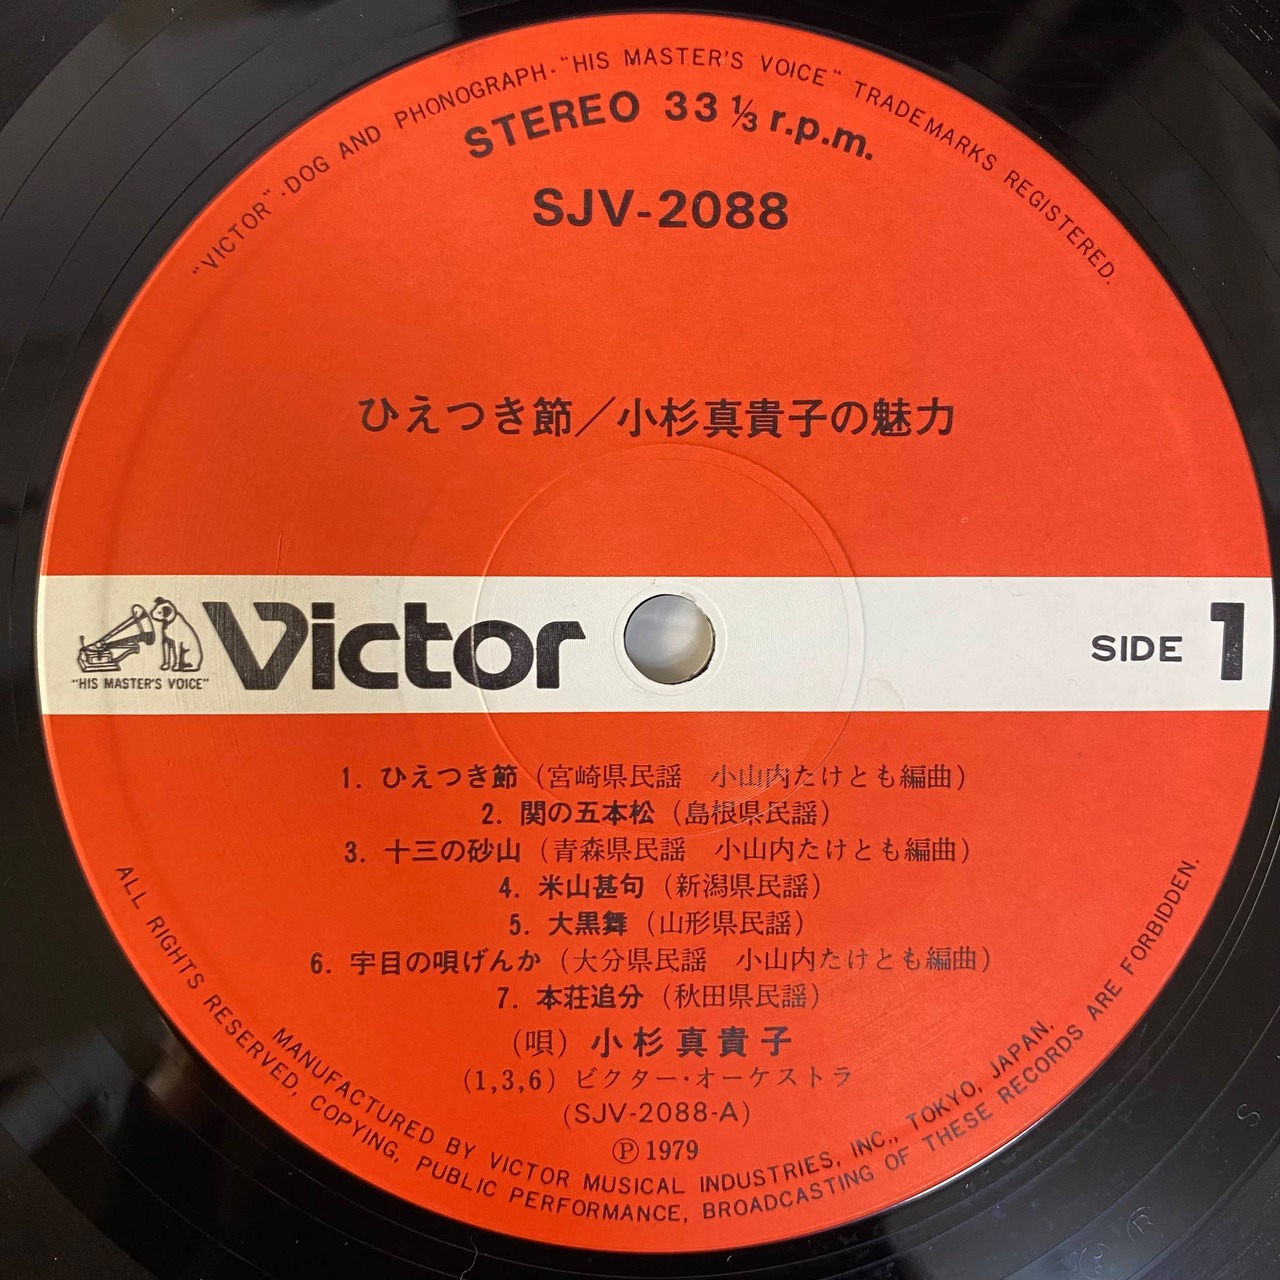 "VICTOR"・DOG AND PHONOGRAPH・"HIS MASTER'S VOICE" TRADEMARKS REGISTERED.
STEREO 33 ⅓ r.p.m.
SJV-2088
ひえつき節／小杉真貴子の魅力
"HIS MASTER'S VOICE"
Victor
SIDE 1
1. ひえつき節（宮崎県民謡　小山内たけとも編曲）
2. 関の五本松（島根県民謡）
3. 十三の砂山（青森県民謡　小山内たけとも編曲）
4. 米山甚句（新潟県民謡）
5. 大黒舞（山形県民謡）
6. 宇目の唄げんか（大分県民謡　小山内たけとも編曲）
7. 本荘追分（秋田県民謡）
（唄）小杉真貴子
(1,3,6) ビクター・オーケストラ
(SJV-2088-A)
Ⓟ1979
MANUFACTURED BY VICTOR MUSICAL INDUSTRIES, INC., TOKYO, JAPAN.
ALL RIGHTS RESERVED, COPYING, PUBLIC PERFORMANCE, BROADCASTING OF THESE RECORDS ARE FORBIDDEN.